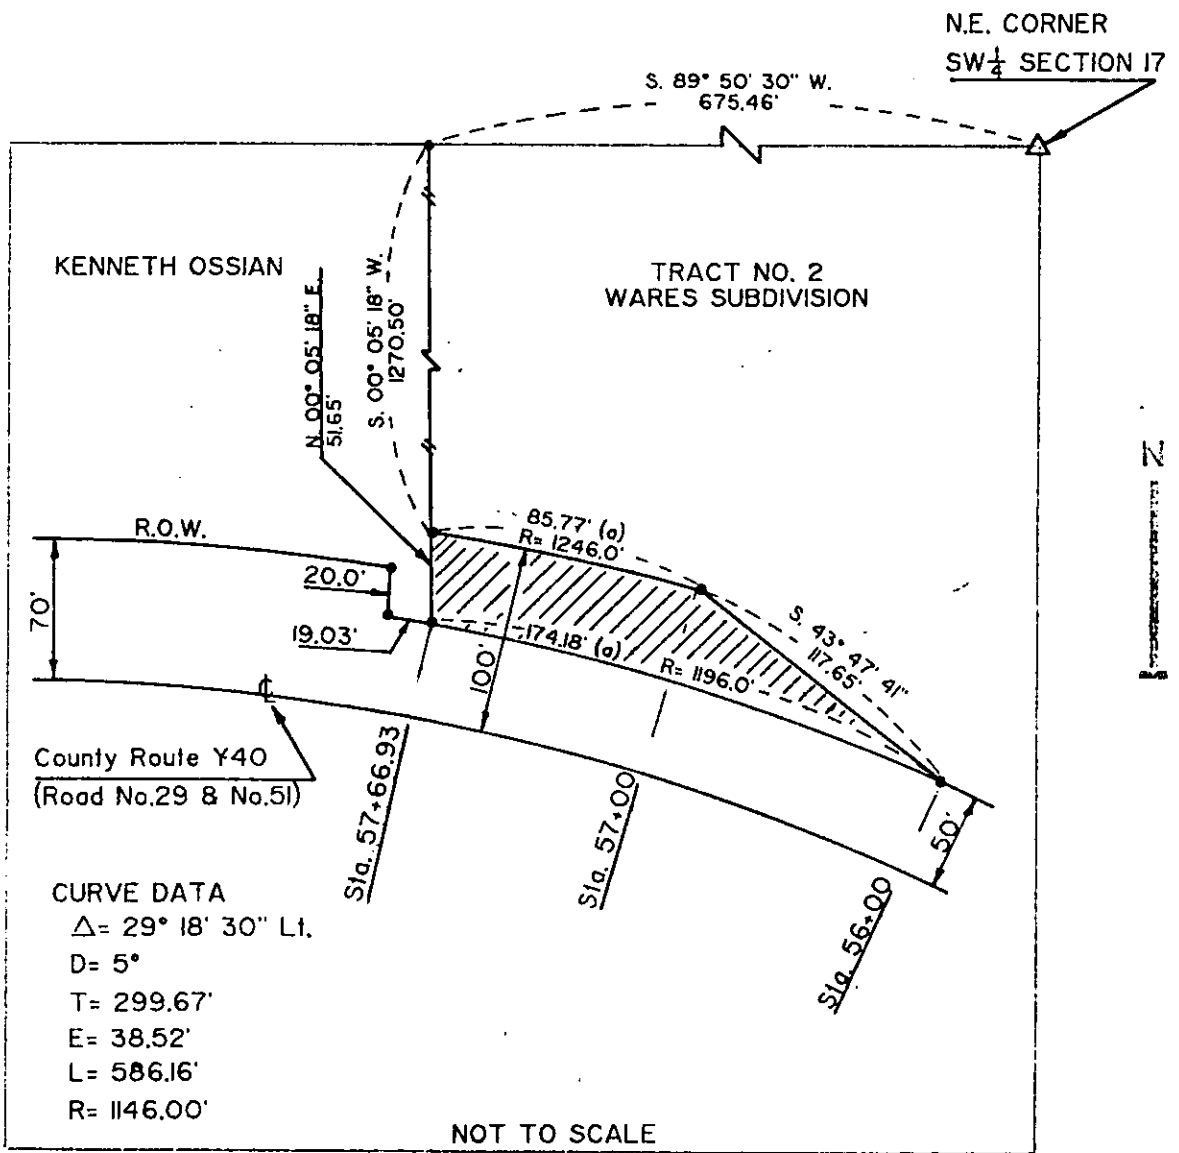 N.E. CORNER
SW 1/4 SECTION 17
S. 89° 50' 30" W.
675.46'
KENNETH OSSIAN
TRACT NO. 2
WARES SUBDIVISION
N. 00° 05' 18" E.
51.65'
S. 00° 05' 18" W.
1270.50'
N
R.O.W.
85.77' (a)
R= 1246.0'
20.0'
70'
19.03'
174.18' (a)
R= 1196.0'
100'
S. 43° 47' 41"
117.65'
℄
County Route Y40
(Road No.29 & No.51)
Sta. 57+66.93
Sta. 57+00
50'
Sta. 56+00
CURVE DATA
Δ= 29° 18' 30" Lt.
D= 5°
T= 299.67'
E= 38.52'
L= 586.16'
R= 1146.00'
NOT TO SCALE